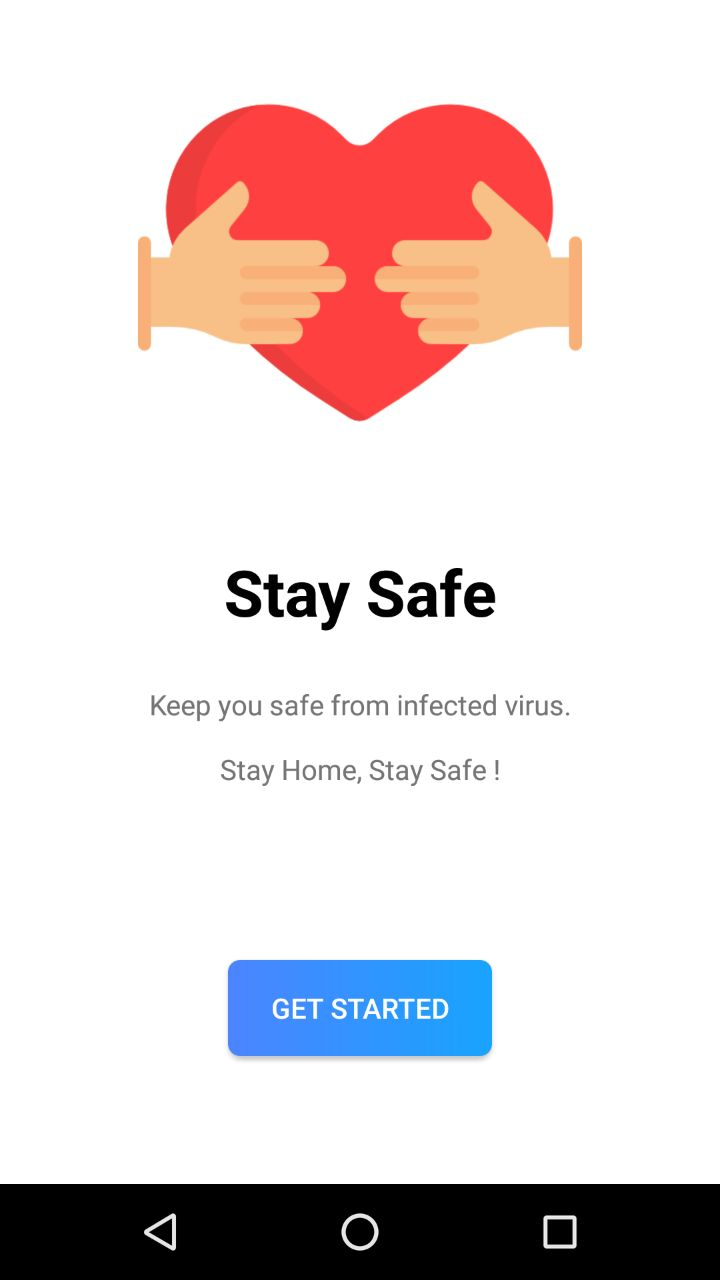 Stay Safe
Keep you safe from infected virus.
Stay Home, Stay Safe !
GET STARTED